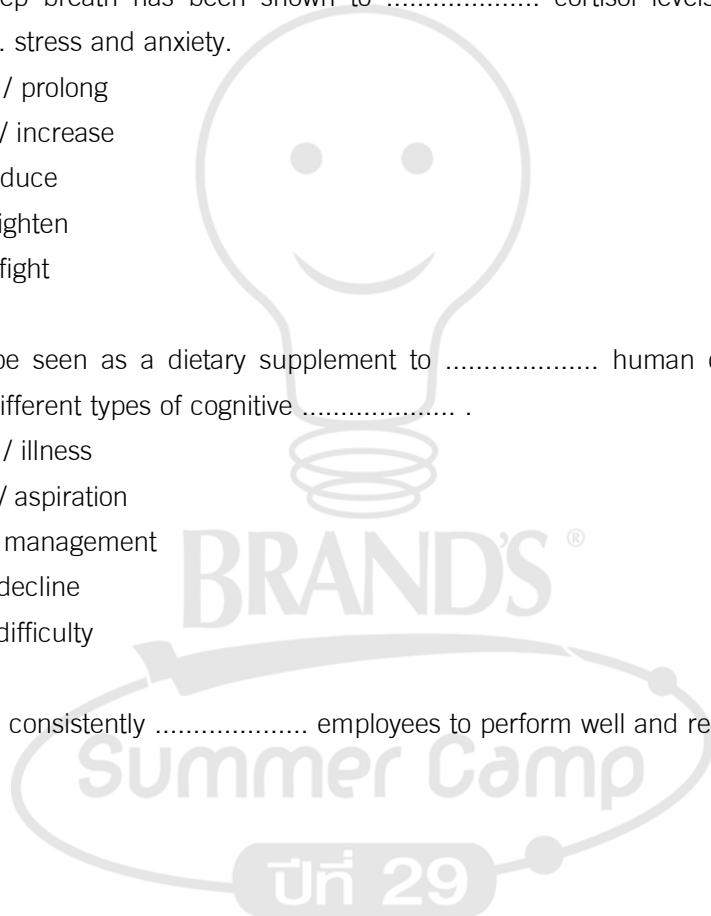 ep breath has been shown to .................... cortisol levels
. stress and anxiety.
/ prolong
/ increase
duce
ighten
fight
be seen as a dietary supplement to .................... human
ifferent types of cognitive .................... .
/ illness
/ aspiration
management
decline
difficulty
BRAND'S ®
consistently .................... employees to perform well and re
Summer Camp
ปีที่ 29